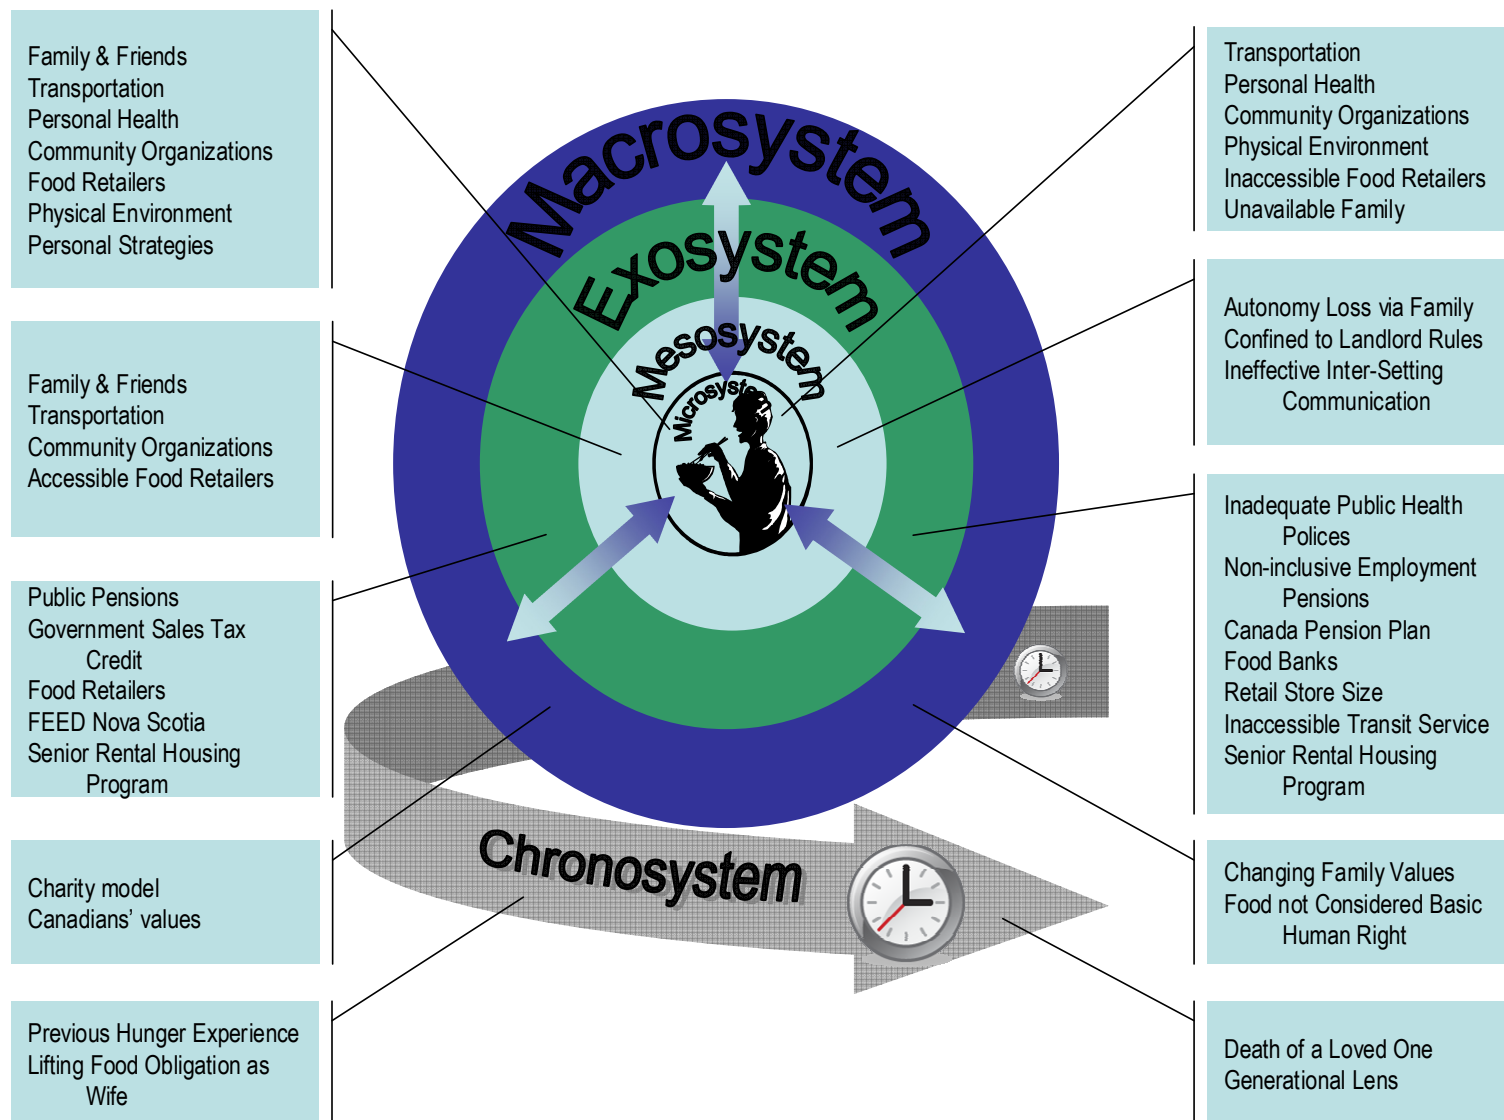 Family & Friends
Transportation
Personal Health
Community Organizations
Food Retailers
Physical Environment
Personal Strategies
Family & Friends
Transportation
Community Organizations
Accessible Food Retailers
Public Pensions
Government Sales Tax
Credit
Food Retailers
FEED Nova Scotia
Senior Rental Housing
Program
Charity model
Canadians' values
Previous Hunger Experience
Lifting Food Obligation as
Wife
Macrosystem
Exosystem
Mesosystem
Microsyste
Chronosystem
Transportation
Personal Health
Community Organizations
Physical Environment
Inaccessible Food Retailers
Unavailable Family
Autonomy Loss via Family
Confined to Landlord Rules
Ineffective Inter-Setting
Communication
Inadequate Public Health
Polices
Non-inclusive Employment
Pensions
Canada Pension Plan
Food Banks
Retail Store Size
Inaccessible Transit Service
Senior Rental Housing
Program
Changing Family Values
Food not Considered Basic
Human Right
Death of a Loved One
Generational Lens